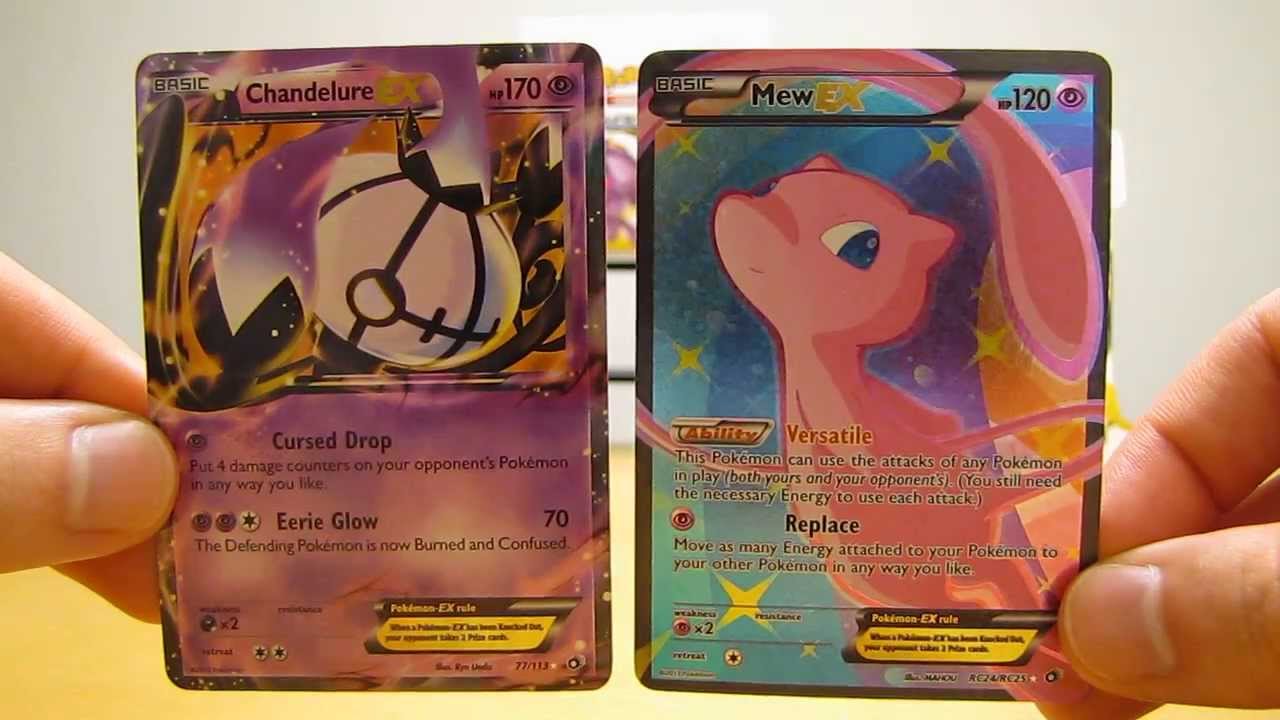 BASIC
Chandelure EX
HP170
Cursed Drop
Put 4 damage counters on your opponent's Pokémon
in any way you like.
Eerie Glow 70
The Defending Pokémon is now Burned and Confused.
weakness resistance
×2
retreat
Pokémon-EX rule
When a Pokémon-EX has been Knocked Out,
your opponent takes 2 Prize cards.
Illus. Ryo Ueda 77/113
BASIC
Mew EX
HP120
Ability Versatile
This Pokémon can use the attacks of any Pokémon
in play (both yours and your opponent's). (You still need
the necessary Energy to use each attack.)
Replace
Move as many Energy attached to your Pokémon to
your other Pokémon in any way you like.
weakness resistance
×2
retreat
Pokémon-EX rule
When a Pokémon-EX has been Knocked Out,
your opponent takes 2 Prize cards.
Illus. MAHOU RC24/RC25